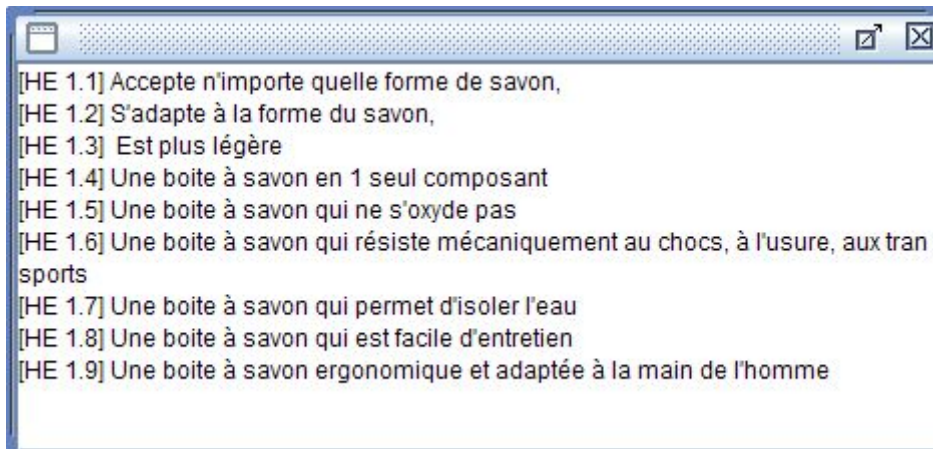 [HE 1.1] Accepte n'importe quelle forme de savon,
[HE 1.2] S'adapte à la forme du savon,
[HE 1.3]  Est plus légère
[HE 1.4] Une boite à savon en 1 seul composant
[HE 1.5] Une boite à savon qui ne s'oxyde pas
[HE 1.6] Une boite à savon qui résiste mécaniquement au chocs, à l'usure, aux tran
sports
[HE 1.7] Une boite à savon qui permet d'isoler l'eau
[HE 1.8] Une boite à savon qui est facile d'entretien
[HE 1.9] Une boite à savon ergonomique et adaptée à la main de l'homme